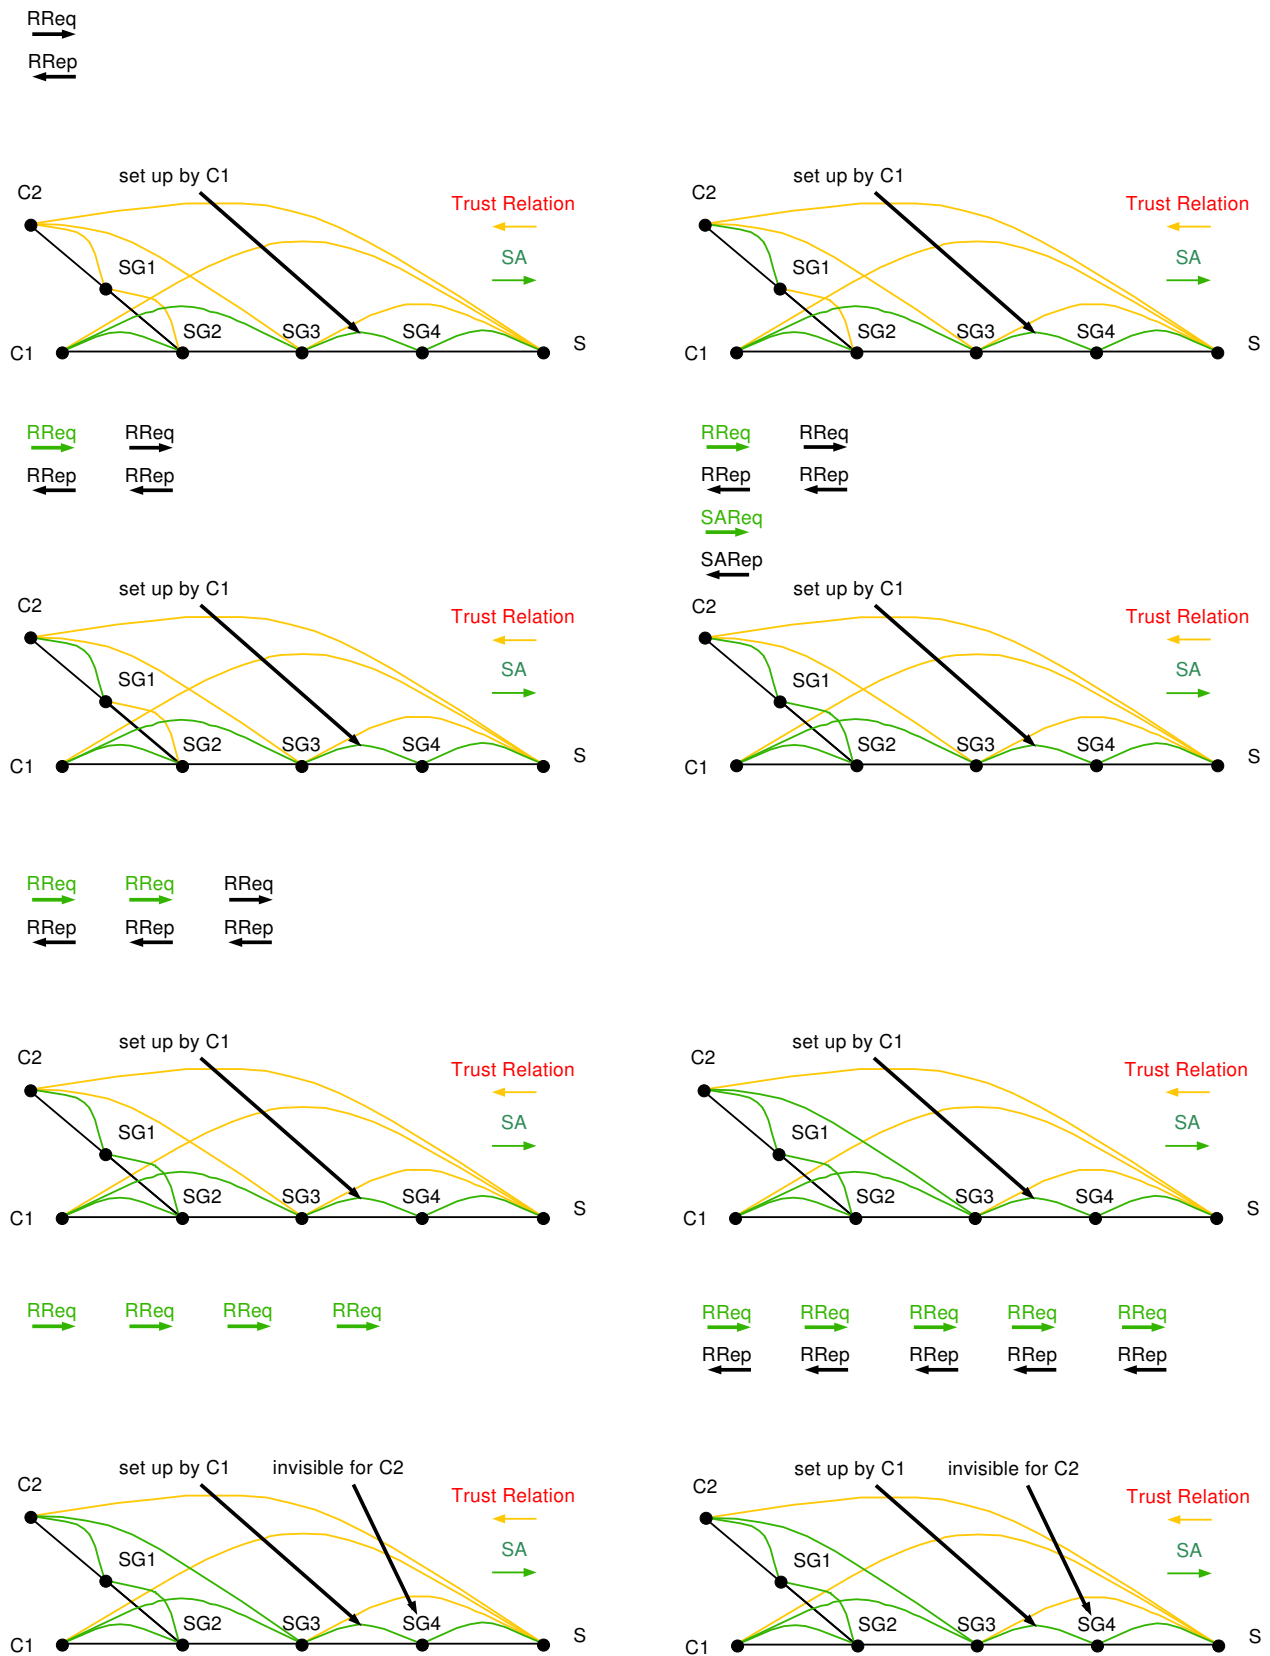 RReq
RRep
set up by C1
C2
Trust Relation
SA
SG1
SG2 SG3 SG4 S
C1
set up by C1
C2
Trust Relation
SA
SG1
SG2 SG3 SG4 S
C1
RReq RReq
RRep RRep
set up by C1
C2
Trust Relation
SA
SG1
SG2 SG3 SG4 S
C1
RReq RReq
RRep RRep
SAReq
SARep
set up by C1
C2
Trust Relation
SA
SG1
SG2 SG3 SG4 S
C1
RReq RReq RReq
RRep RRep RRep
set up by C1
C2
Trust Relation
SA
SG1
SG2 SG3 SG4 S
C1
set up by C1
C2
Trust Relation
SA
SG1
SG2 SG3 SG4 S
C1
RReq RReq RReq RReq
set up by C1 invisible for C2
C2
Trust Relation
SA
SG1
SG2 SG3 SG4 S
C1
RReq RReq RReq RReq RReq
RRep RRep RRep RRep RRep
set up by C1 invisible for C2
C2
Trust Relation
SA
SG1
SG2 SG3 SG4 S
C1